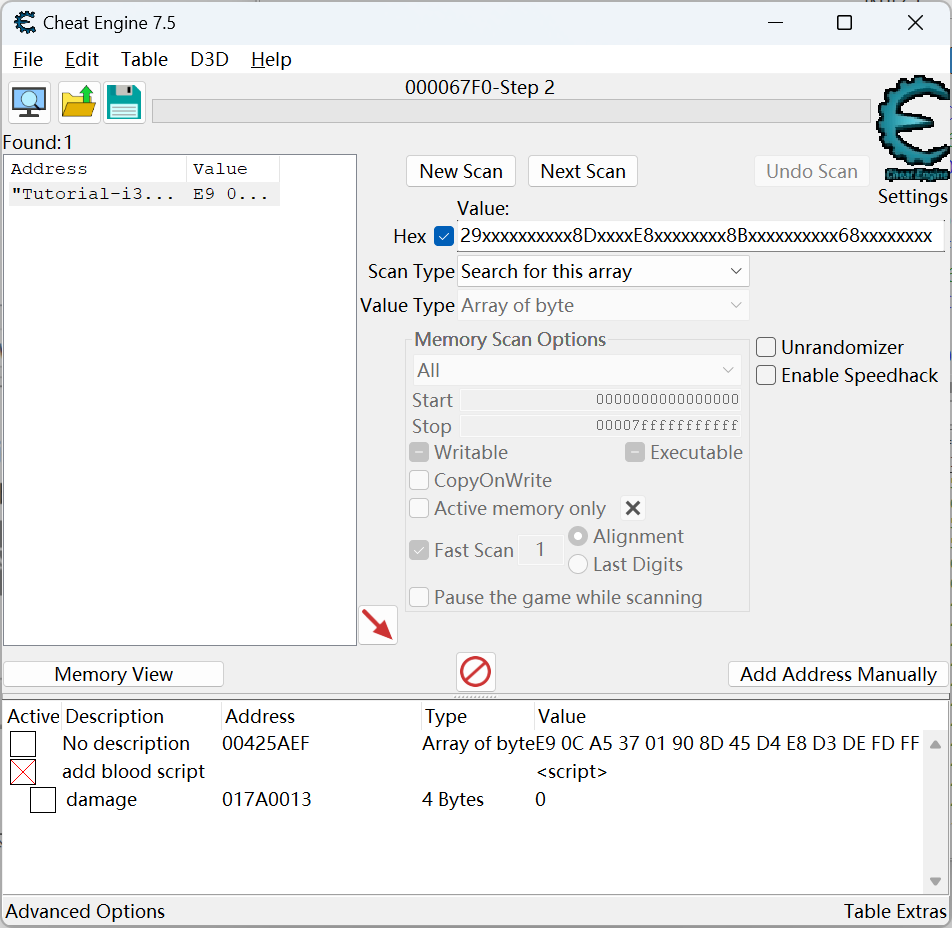 Cheat Engine 7.5
File Edit Table D3D Help
000067F0-Step 2
Found: 1
Address Value
"Tutorial-i3... E9 0...
New Scan Next Scan Undo Scan
Cheat Engine
Settings
Value:
Hex 29xxxxxxxxxx8DxxxxE8xxxxxxxx8Bxxxxxxxxxx68xxxxxxxx
Scan Type Search for this array
Value Type Array of byte
Memory Scan Options
All
Start 0000000000000000
Stop 00007fffffffffff
Writable Executable
CopyOnWrite
Active memory only
Fast Scan 1 Alignment
Last Digits
Pause the game while scanning
Unrandomizer
Enable Speedhack
Memory View Add Address Manually
Active Description Address Type Value
No description 00425AEF Array of byte E9 0C A5 37 01 90 8D 45 D4 E8 D3 DE FD FF
add blood script <script>
damage 017A0013 4 Bytes 0
Advanced Options Table Extras